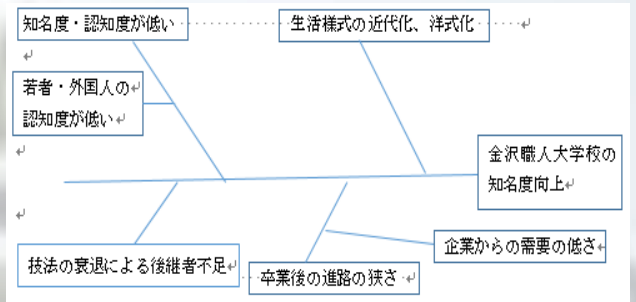 知名度・認知度が低い
生活様式の近代化、洋式化
若者・外国人の
認知度が低い
金沢職人大学校の
知名度向上
企業からの需要の低さ
技法の衰退による後継者不足
卒業後の進路の狭さ